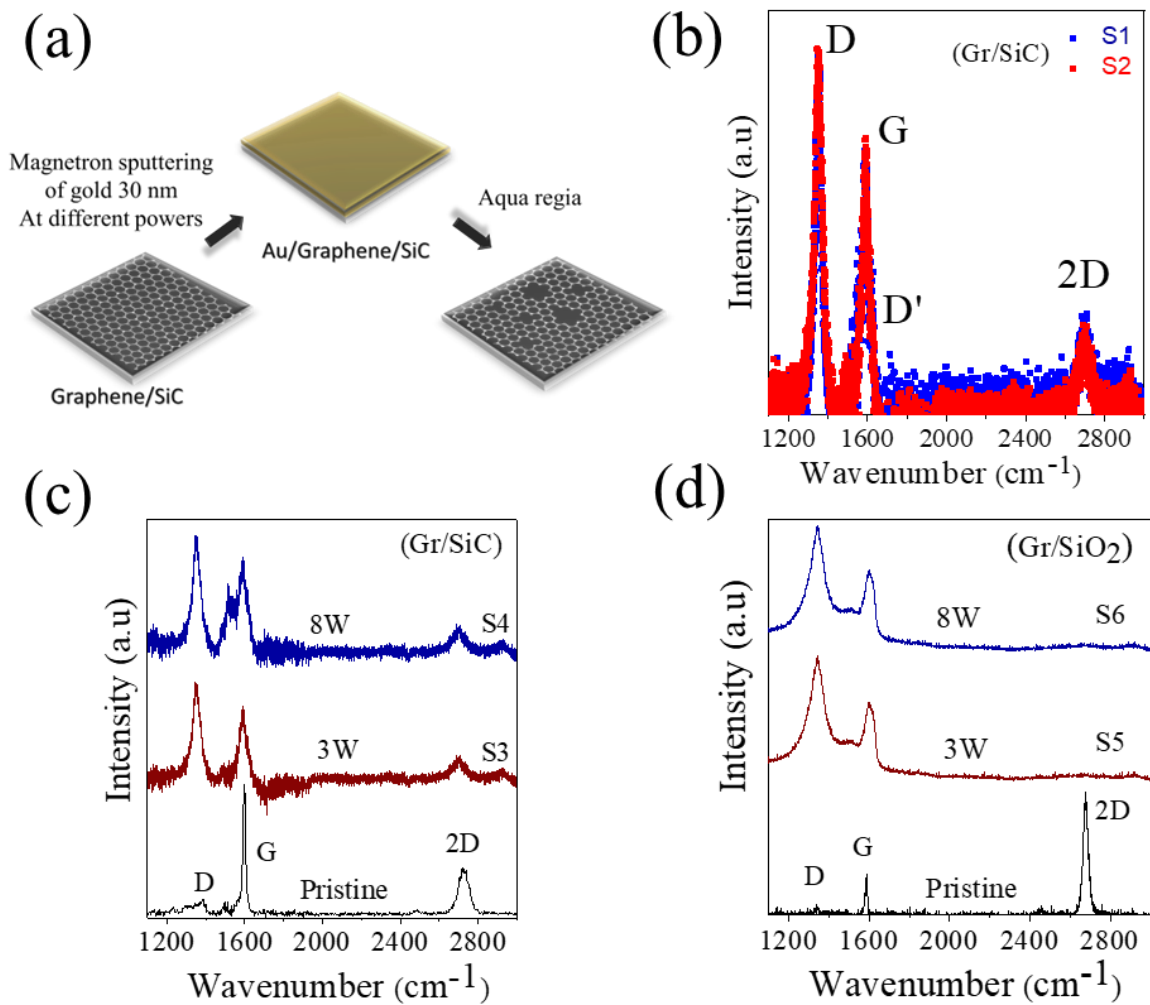 (a)
Magnetron sputtering
of gold 30 nm
At different powers
Au/Graphene/SiC
Aqua regia
Graphene/SiC
(b)
D
(Gr/SiC)
S1
S2
G
D'
2D
Intensity (a.u)
1200 1600 2000 2400 2800
Wavenumber (cm⁻¹)
(c)
(Gr/SiC)
8W
S4
3W
S3
D
G
2D
Pristine
Intensity (a.u)
1200 1600 2000 2400 2800
Wavenumber (cm⁻¹)
(d)
(Gr/SiO₂)
8W
S6
3W
S5
D
G
2D
Pristine
Intensity (a.u)
1200 1600 2000 2400 2800
Wavenumber (cm⁻¹)